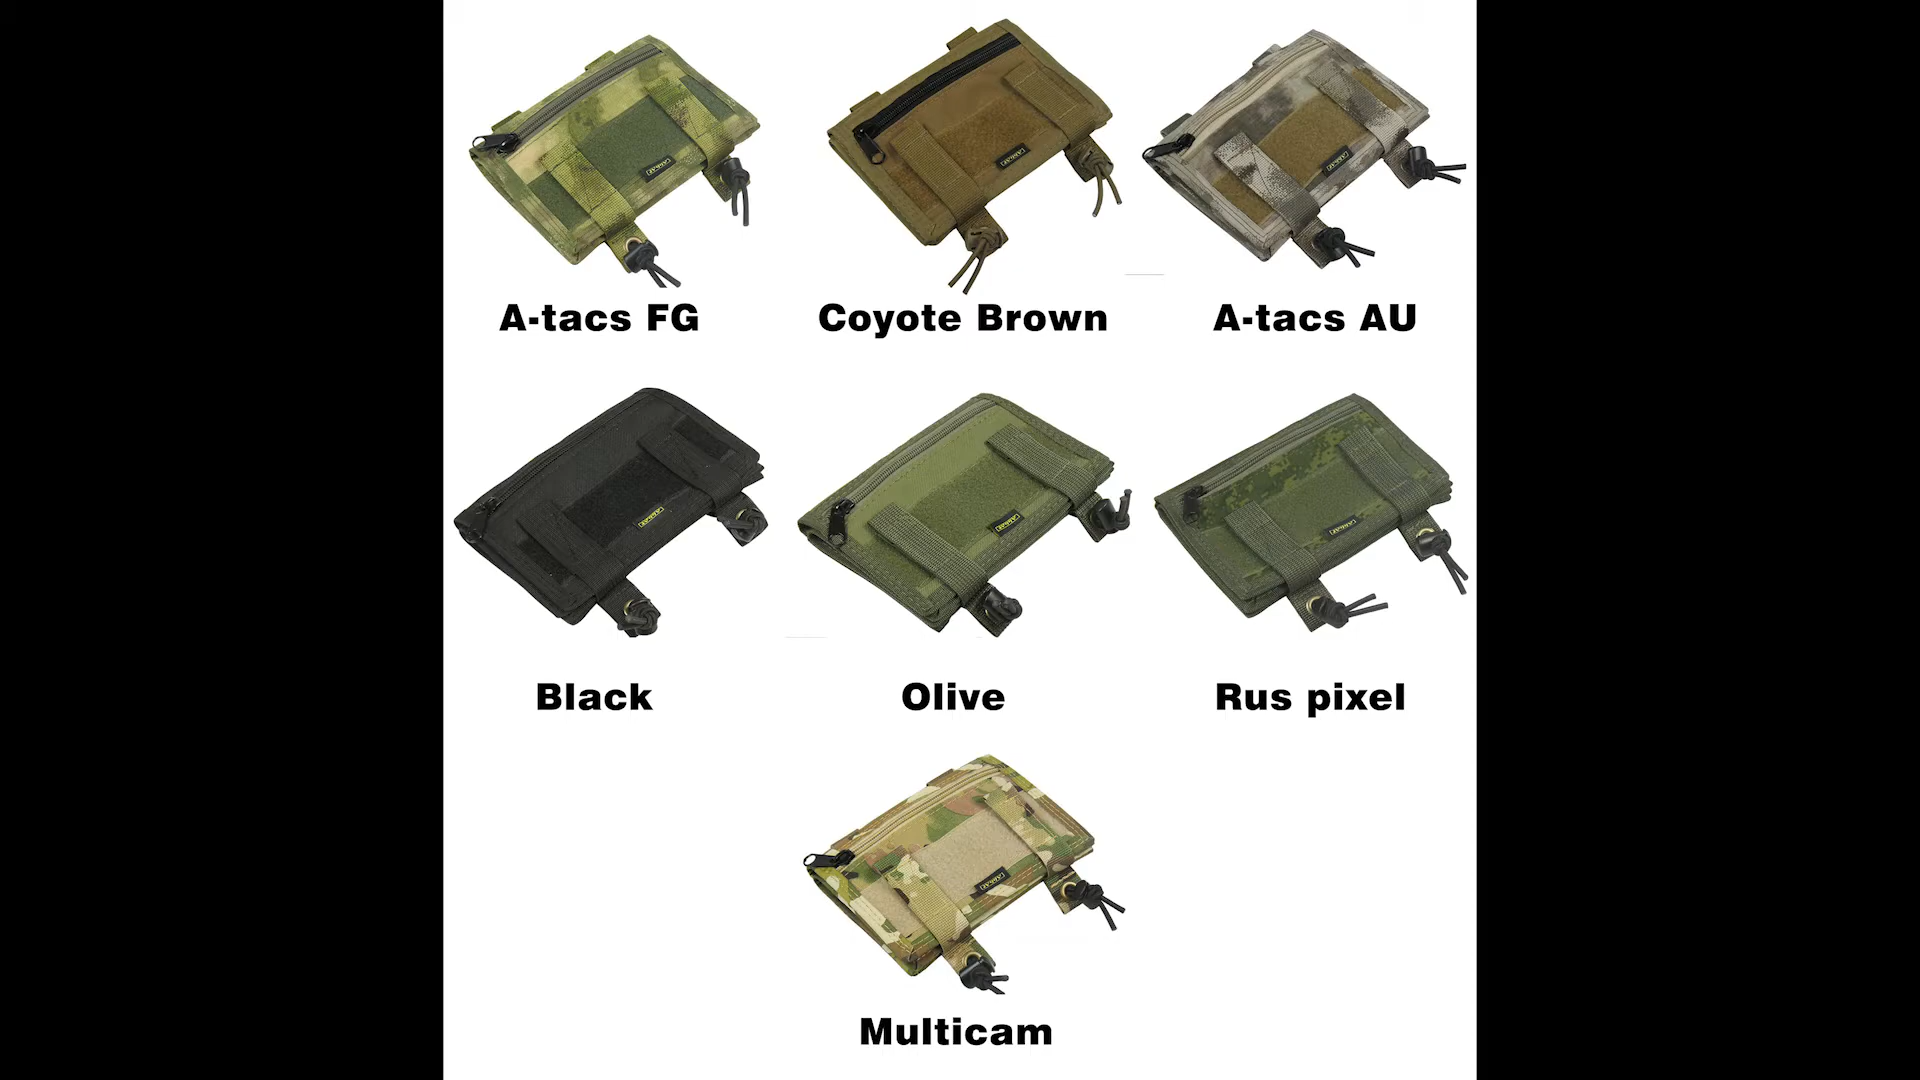 A-tacs FG
Coyote Brown
A-tacs AU
Black
Olive
Rus pixel
Multicam